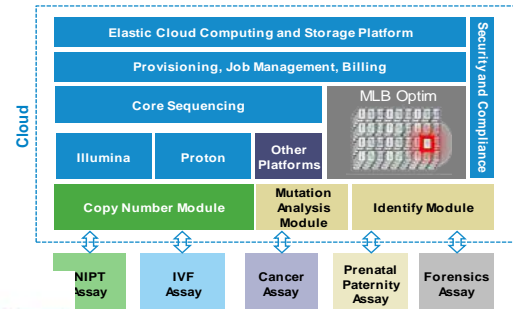 Elastic Cloud Computing and Storage Platform
Provisioning, Job Management, Billing
Core Sequencing
MLB Optim
Illumina
Proton
Other
Platforms
Security and Compliance
Cloud
Copy Number Module
Mutation
Analysis
Module
Identify Module
NIPT
Assay
IVF
Assay
Cancer
Assay
Prenatal
Paternity
Assay
Forensics
Assay